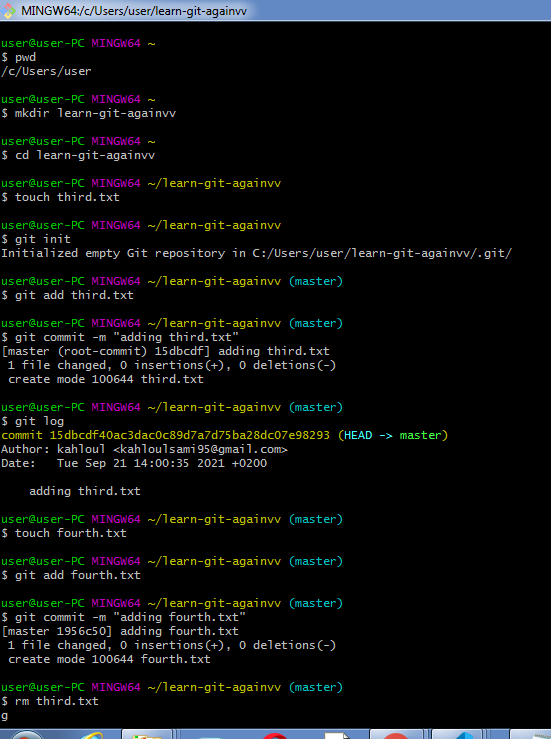 MINGW64:/c/Users/user/learn-git-againvv
user@user-PC MINGW64 ~
$ pwd
/c/Users/user
user@user-PC MINGW64 ~
$ mkdir learn-git-againvv
user@user-PC MINGW64 ~
$ cd learn-git-againvv
user@user-PC MINGW64 ~/learn-git-againvv
$ touch third.txt
user@user-PC MINGW64 ~/learn-git-againvv
$ git init
Initialized empty Git repository in C:/Users/user/learn-git-againvv/.git/
user@user-PC MINGW64 ~/learn-git-againvv (master)
$ git add third.txt
user@user-PC MINGW64 ~/learn-git-againvv (master)
$ git commit -m "adding third.txt"
[master (root-commit) 15dbcdf] adding third.txt
 1 file changed, 0 insertions(+), 0 deletions(-)
 create mode 100644 third.txt
user@user-PC MINGW64 ~/learn-git-againvv (master)
$ git log
commit 15dbcdf40ac3dac0c89d7a7d75ba28dc07e98293 (HEAD -> master)
Author: kahloul <kahloulsami95@gmail.com>
Date:   Tue Sep 21 14:00:35 2021 +0200
    adding third.txt
user@user-PC MINGW64 ~/learn-git-againvv (master)
$ touch fourth.txt
user@user-PC MINGW64 ~/learn-git-againvv (master)
$ git add fourth.txt
user@user-PC MINGW64 ~/learn-git-againvv (master)
$ git commit -m "adding fourth.txt"
[master 1956c50] adding fourth.txt
 1 file changed, 0 insertions(+), 0 deletions(-)
 create mode 100644 fourth.txt
user@user-PC MINGW64 ~/learn-git-againvv (master)
$ rm third.txt
g